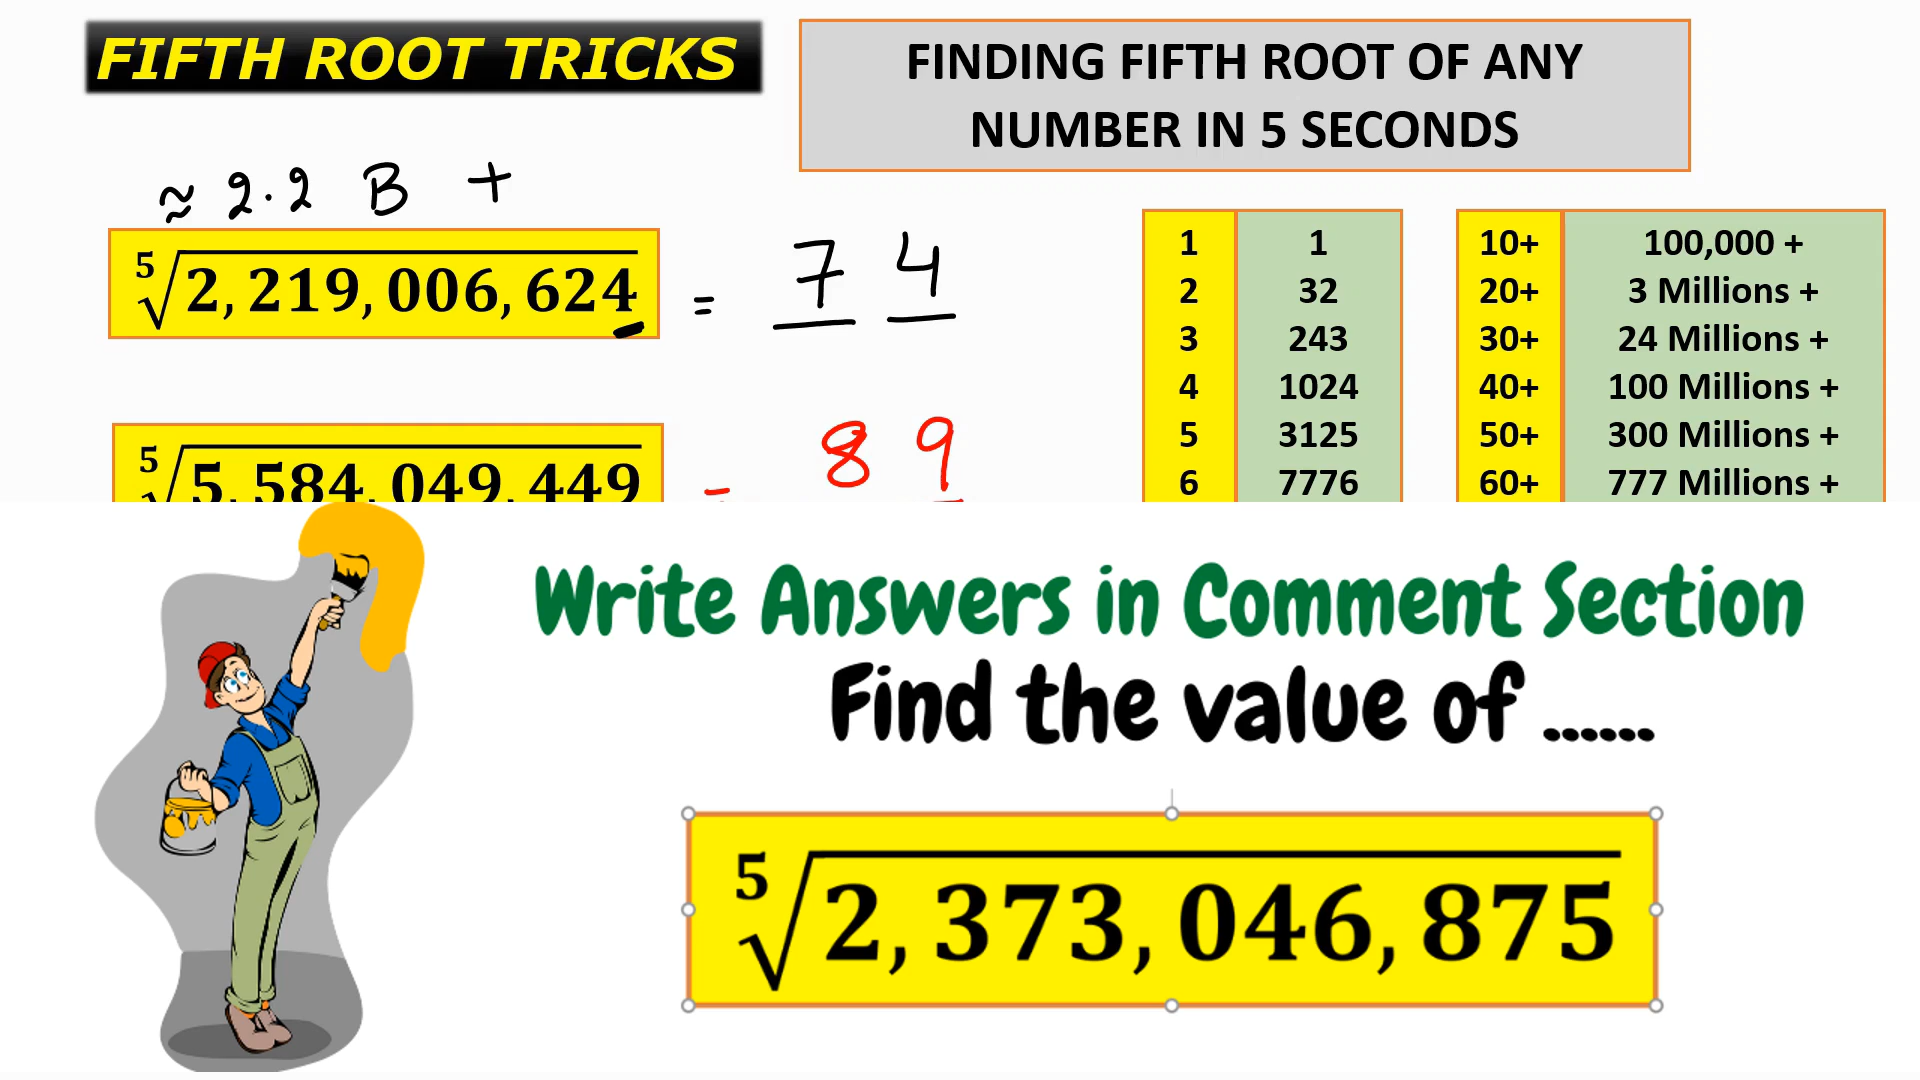 FIFTH ROOT TRICKS
FINDING FIFTH ROOT OF ANY
NUMBER IN 5 SECONDS
≈ 2.2 B +
⁵√2,219,006,624 = 7 4
⁵√5,584,049,449 = 8 9
1 1
2 32
3 243
4 1024
5 3125
6 7776
10+ 100,000 +
20+ 3 Millions +
30+ 24 Millions +
40+ 100 Millions +
50+ 300 Millions +
60+ 777 Millions +
Write Answers in Comment Section
Find the value of ......
⁵√2,373,046,875